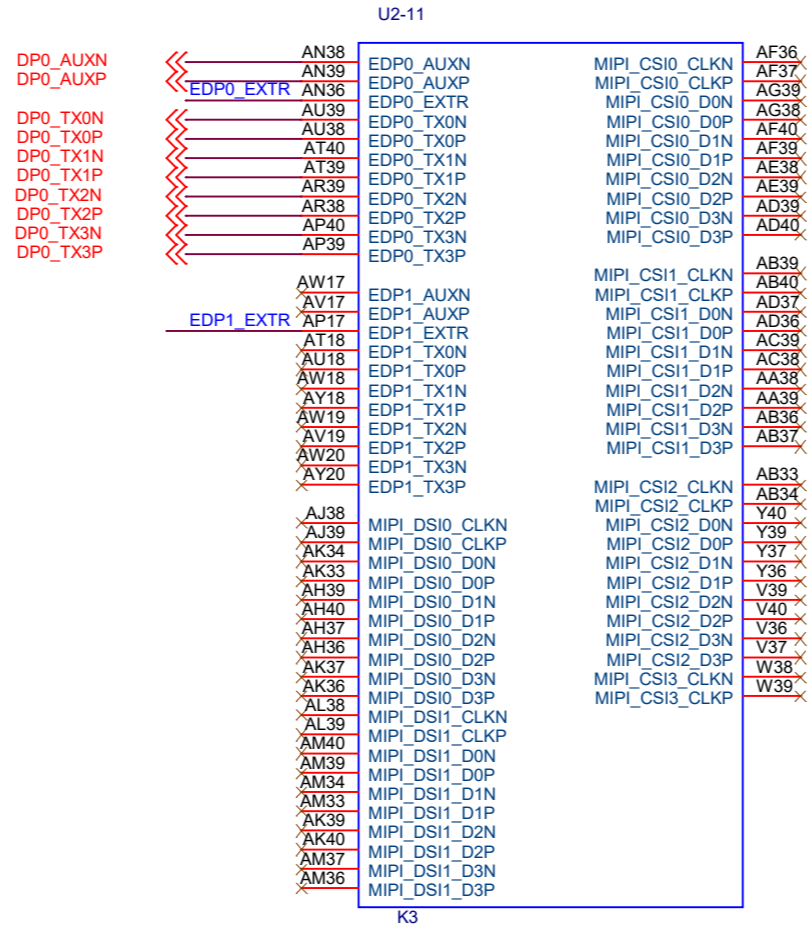 U2-11
DP0_AUXN AN38 EDP0_AUXN
DP0_AUXP AN39 EDP0_AUXP
EDP0_EXTR AN36 EDP0_EXTR
DP0_TX0N AU39 EDP0_TX0N
DP0_TX0P AU38 EDP0_TX0P
DP0_TX1N AT40 EDP0_TX1N
DP0_TX1P AT39 EDP0_TX1P
DP0_TX2N AR39 EDP0_TX2N
DP0_TX2P AR38 EDP0_TX2P
DP0_TX3N AP40 EDP0_TX3N
DP0_TX3P AP39 EDP0_TX3P
AW17 EDP1_AUXN
AV17 EDP1_AUXP
EDP1_EXTR AP17 EDP1_EXTR
AT18 EDP1_TX0N
AU18 EDP1_TX0P
AW18 EDP1_TX1N
AY18 EDP1_TX1P
AW19 EDP1_TX2N
AV19 EDP1_TX2P
AW20 EDP1_TX3N
AY20 EDP1_TX3P
AJ38 MIPI_DSI0_CLKN
AJ39 MIPI_DSI0_CLKP
AK34 MIPI_DSI0_D0N
AK33 MIPI_DSI0_D0P
AH39 MIPI_DSI0_D1N
AH40 MIPI_DSI0_D1P
AH37 MIPI_DSI0_D2N
AH36 MIPI_DSI0_D2P
AK37 MIPI_DSI0_D3N
AK36 MIPI_DSI0_D3P
AL38 MIPI_DSI1_CLKN
AL39 MIPI_DSI1_CLKP
AM40 MIPI_DSI1_D0N
AM39 MIPI_DSI1_D0P
AM34 MIPI_DSI1_D1N
AM33 MIPI_DSI1_D1P
AK39 MIPI_DSI1_D2N
AK40 MIPI_DSI1_D2P
AM37 MIPI_DSI1_D3N
AM36 MIPI_DSI1_D3P
MIPI_CSI0_CLKN AF36
MIPI_CSI0_CLKP AF37
MIPI_CSI0_D0N AG39
MIPI_CSI0_D0P AG38
MIPI_CSI0_D1N AF40
MIPI_CSI0_D1P AF39
MIPI_CSI0_D2N AE38
MIPI_CSI0_D2P AE39
MIPI_CSI0_D3N AD39
MIPI_CSI0_D3P AD40
MIPI_CSI1_CLKN AB39
MIPI_CSI1_CLKP AB40
MIPI_CSI1_D0N AD37
MIPI_CSI1_D0P AD36
MIPI_CSI1_D1N AC39
MIPI_CSI1_D1P AC38
MIPI_CSI1_D2N AA38
MIPI_CSI1_D2P AA39
MIPI_CSI1_D3N AB36
MIPI_CSI1_D3P AB37
MIPI_CSI2_CLKN AB33
MIPI_CSI2_CLKP AB34
MIPI_CSI2_D0N Y40
MIPI_CSI2_D0P Y39
MIPI_CSI2_D1N Y37
MIPI_CSI2_D1P Y36
MIPI_CSI2_D2N V39
MIPI_CSI2_D2P V40
MIPI_CSI2_D3N V36
MIPI_CSI2_D3P V37
MIPI_CSI3_CLKN W38
MIPI_CSI3_CLKP W39
K3